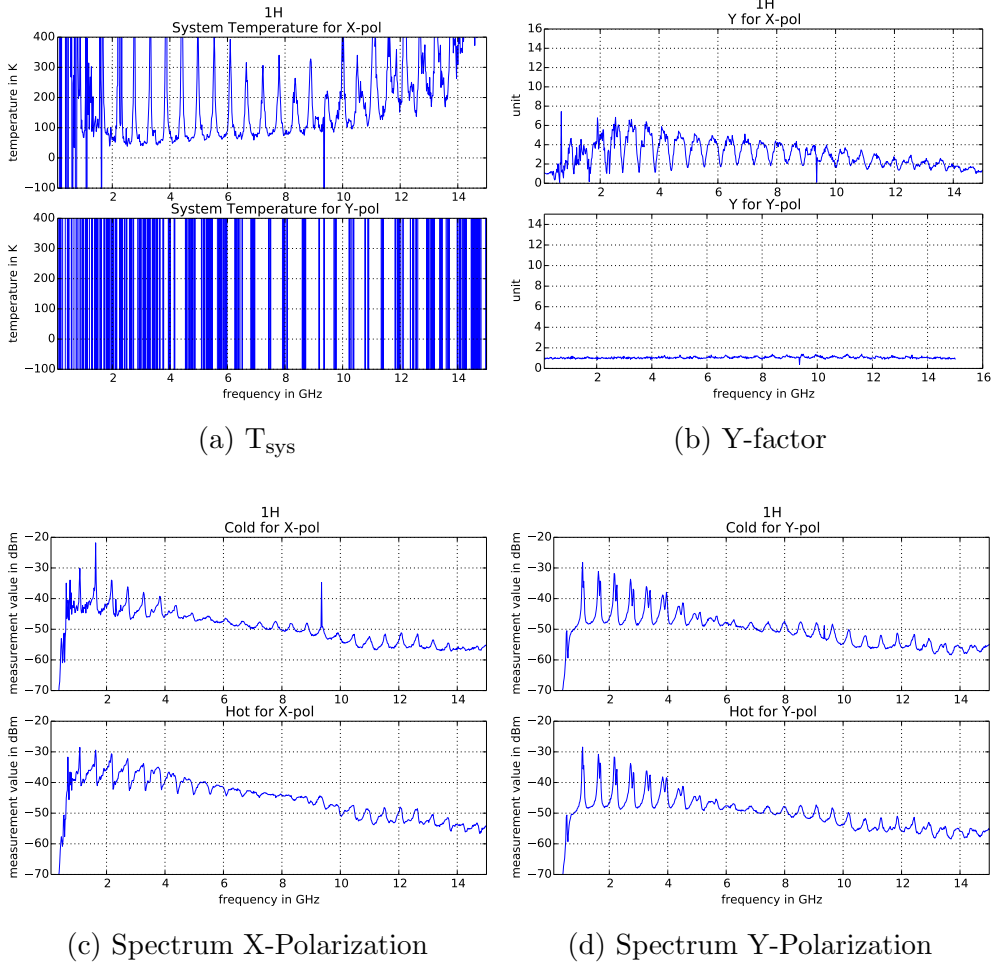 1H
System Temperature for X-pol
temperature in K
400
300
200
100
0
−100
2 4 6 8 10 12 14
System Temperature for Y-pol
temperature in K
400
300
200
100
0
−100
2 4 6 8 10 12 14
frequency in GHz
(a) Tsys
1H
Y for X-pol
unit
16
14
12
10
8
6
4
2
0
2 4 6 8 10 12 14
Y for Y-pol
unit
14
12
10
8
6
4
2
0
2 4 6 8 10 12 14 16
frequency in GHz
(b) Y-factor
1H
Cold for X-pol
measurement value in dBm
−20
−30
−40
−50
−60
−70
2 4 6 8 10 12 14
Hot for X-pol
measurement value in dBm
−20
−30
−40
−50
−60
−70
2 4 6 8 10 12 14
frequency in GHz
(c) Spectrum X-Polarization
1H
Cold for Y-pol
measurement value in dBm
−20
−30
−40
−50
−60
−70
2 4 6 8 10 12 14
Hot for Y-pol
measurement value in dBm
−20
−30
−40
−50
−60
−70
2 4 6 8 10 12 14
frequency in GHz
(d) Spectrum Y-Polarization